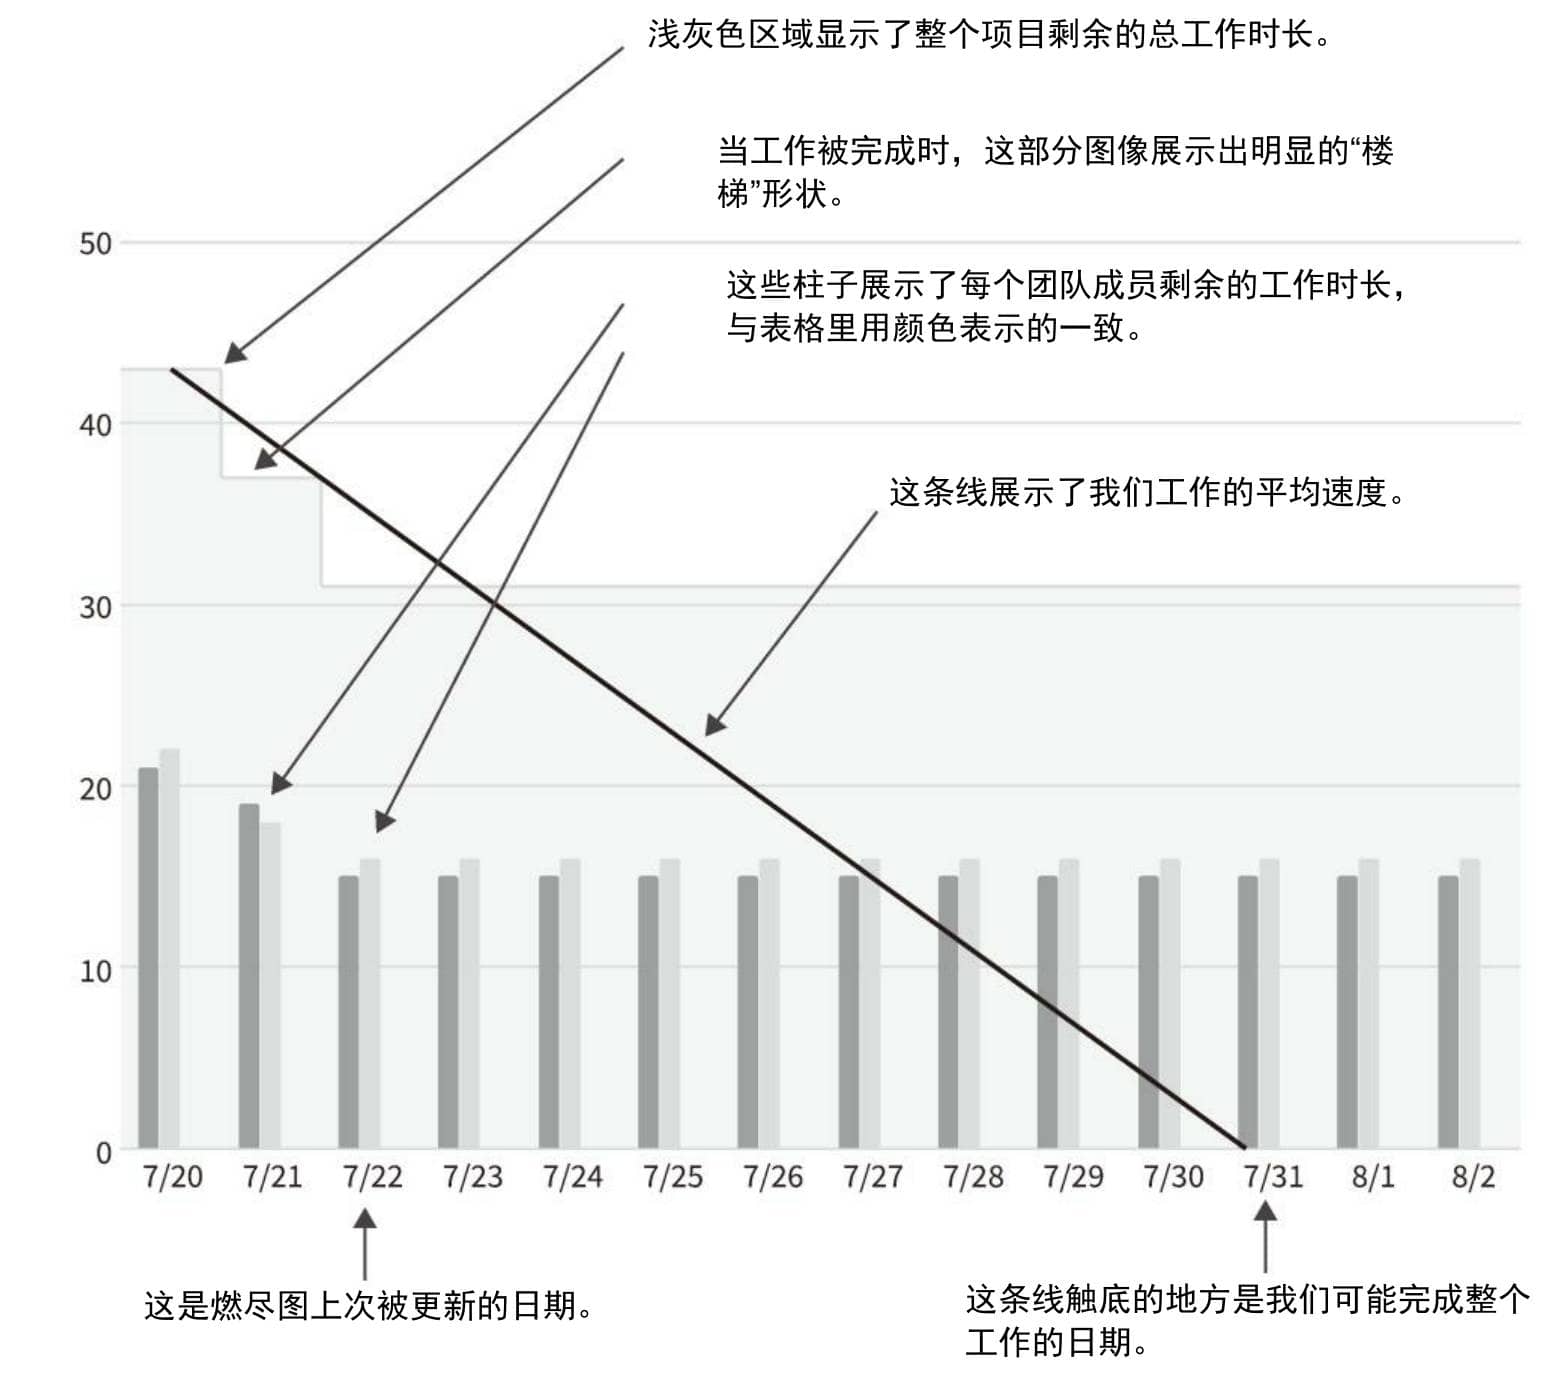 浅灰色区域显示了整个项目剩余的总工作时长。
当工作被完成时，这部分图像展示出明显的“楼
梯”形状。
50
这些柱子展示了每个团队成员剩余的工作时长，
与表格里用颜色表示的一致。
40
这条线展示了我们工作的平均速度。
30
20
10
0
7/20 7/21 7/22 7/23 7/24 7/25 7/26 7/27 7/28 7/29 7/30 7/31 8/1 8/2
这是燃尽图上次被更新的日期。
这条线触底的地方是我们可能完成整个
工作的日期。